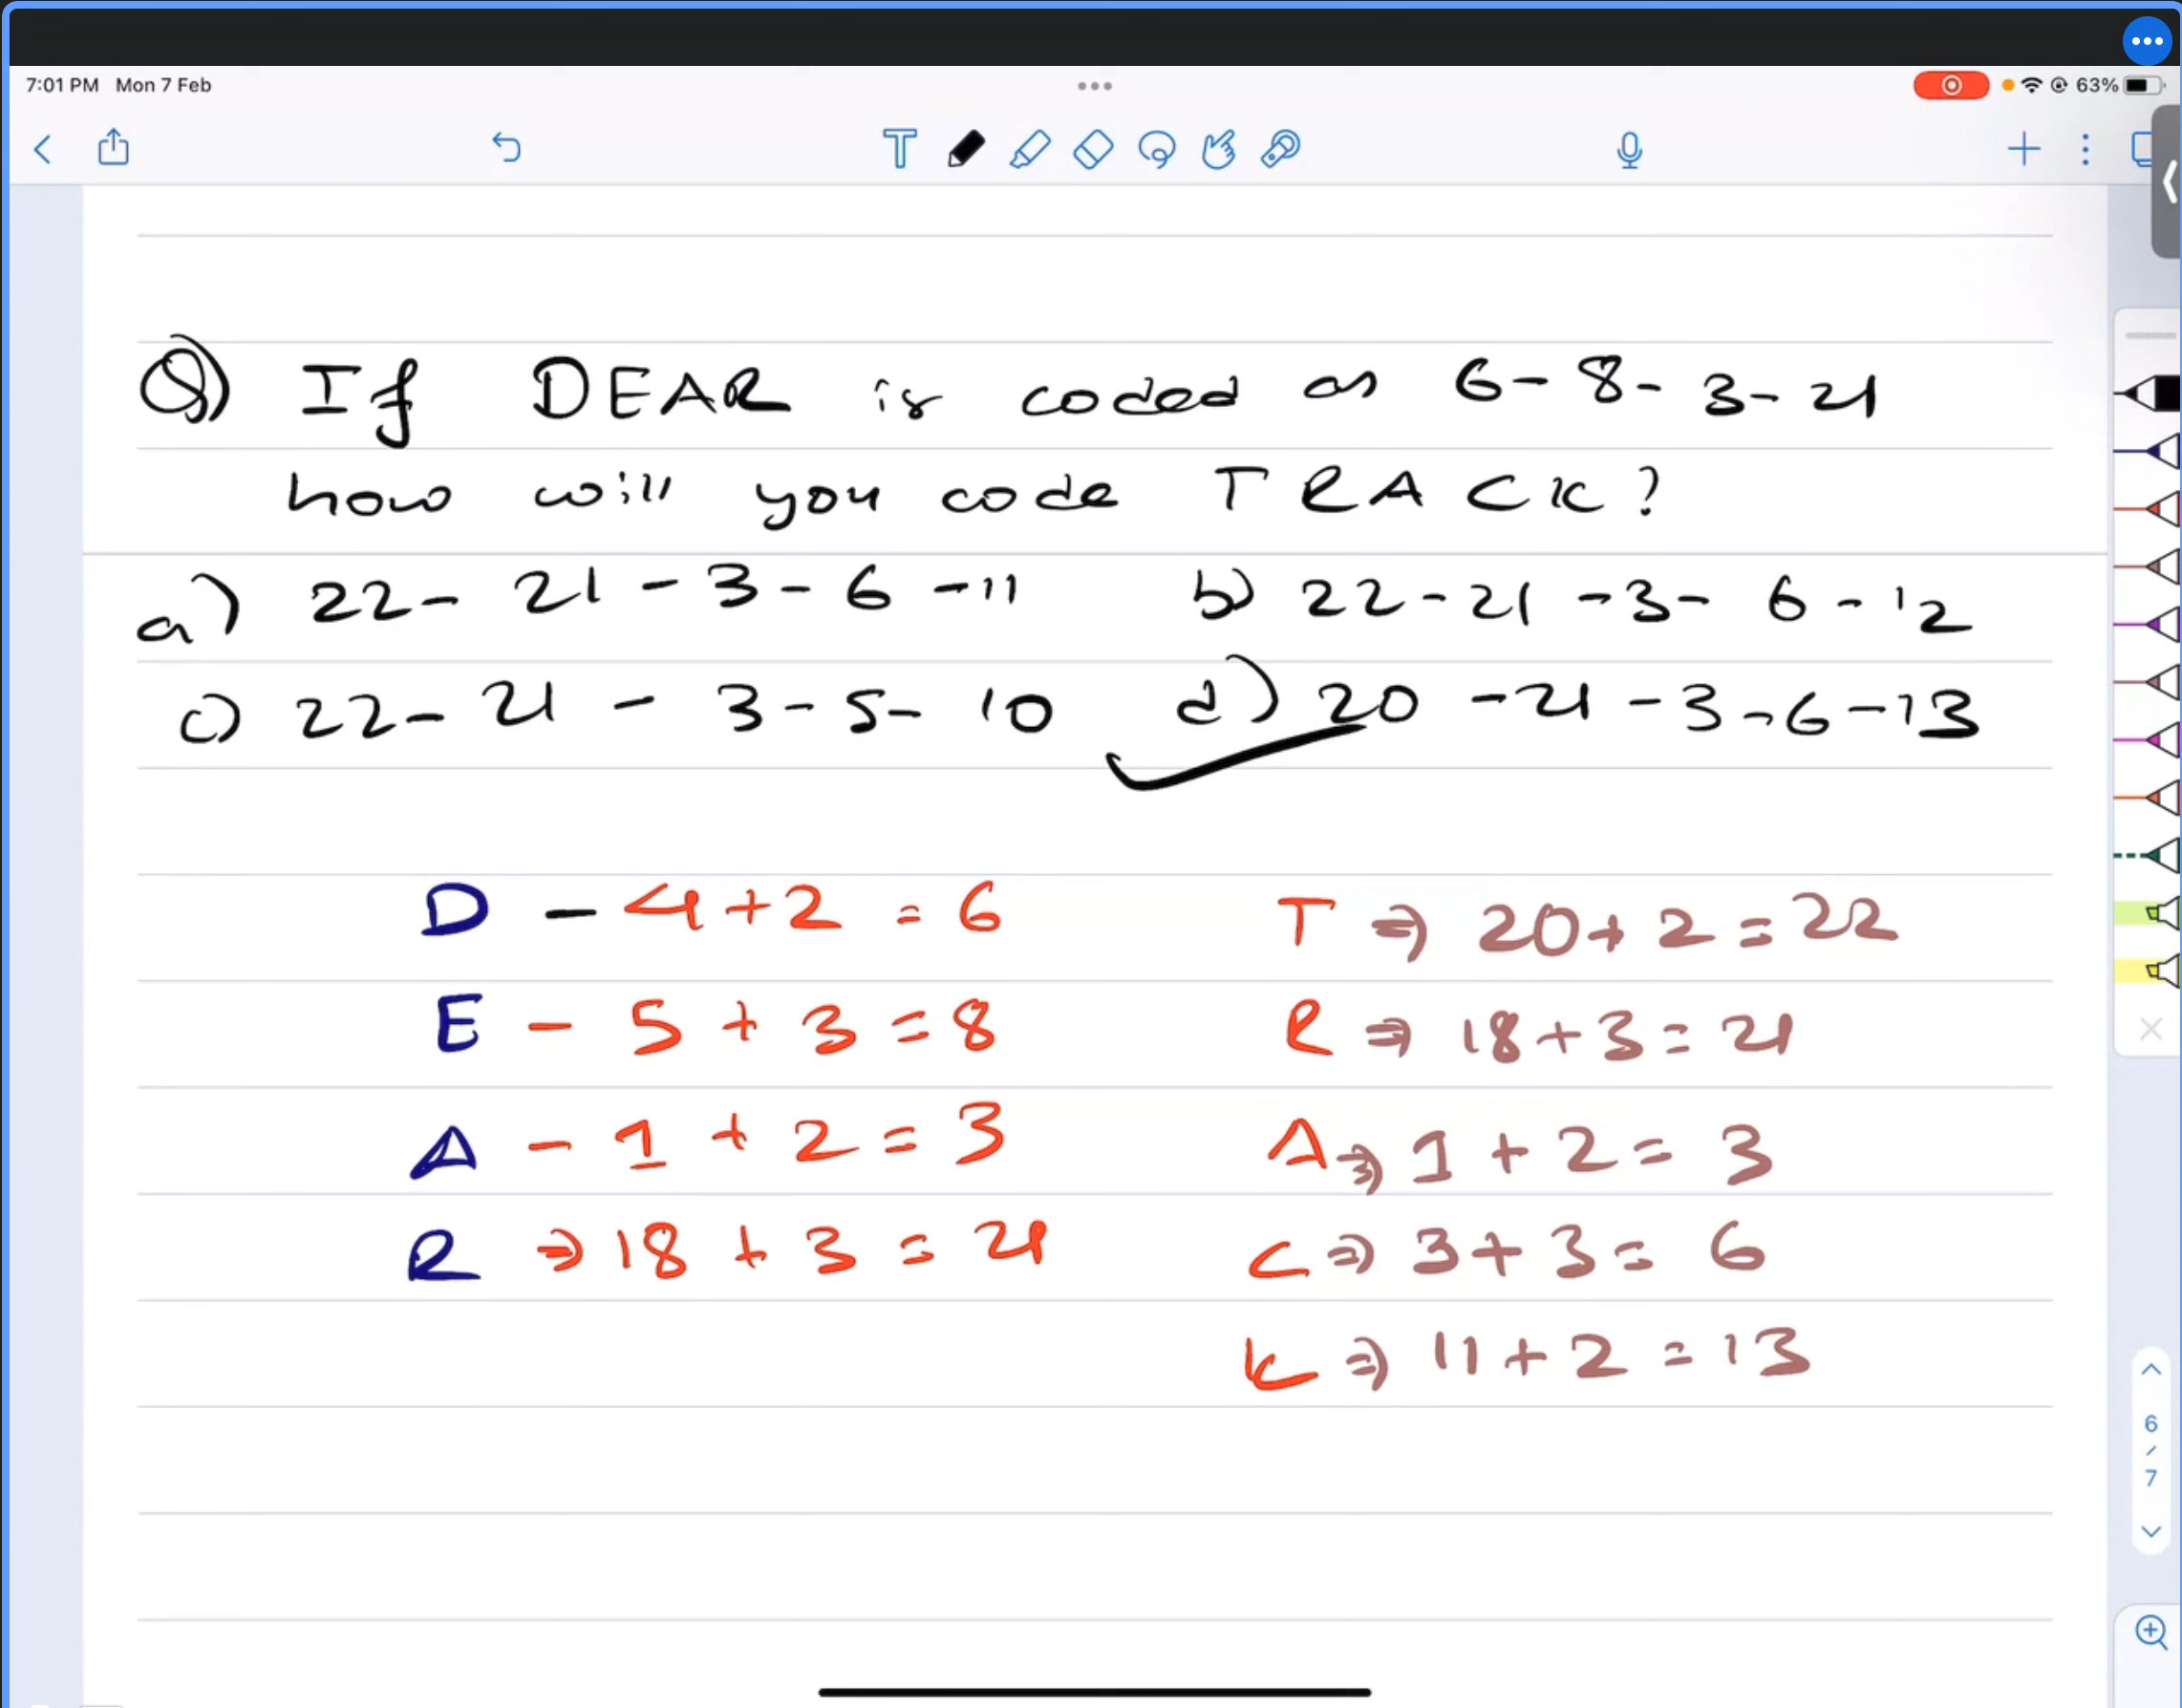 7:01 PM Mon 7 Feb
63%
Q) If DEAR is coded as 6-8-3-21
how will you code TRACK?
a) 22-21-3-6-11 b) 22-21-3-6-12
c) 22-21-3-5-10 d) 20-21-3-6-13
D - 4+2 = 6 T ⇒ 20+2=22
E - 5+3=8 R ⇒ 18+3=21
A - 1+2=3 A ⇒ 1+2=3
R ⇒ 18+3=21 C ⇒ 3+3=6
K ⇒ 11+2=13
6
/
7